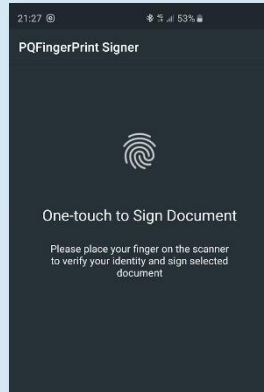 21:27
53%
PQFingerPrint Signer
One-touch to Sign Document
Please place your finger on the scanner
to verify your identity and sign selected
document